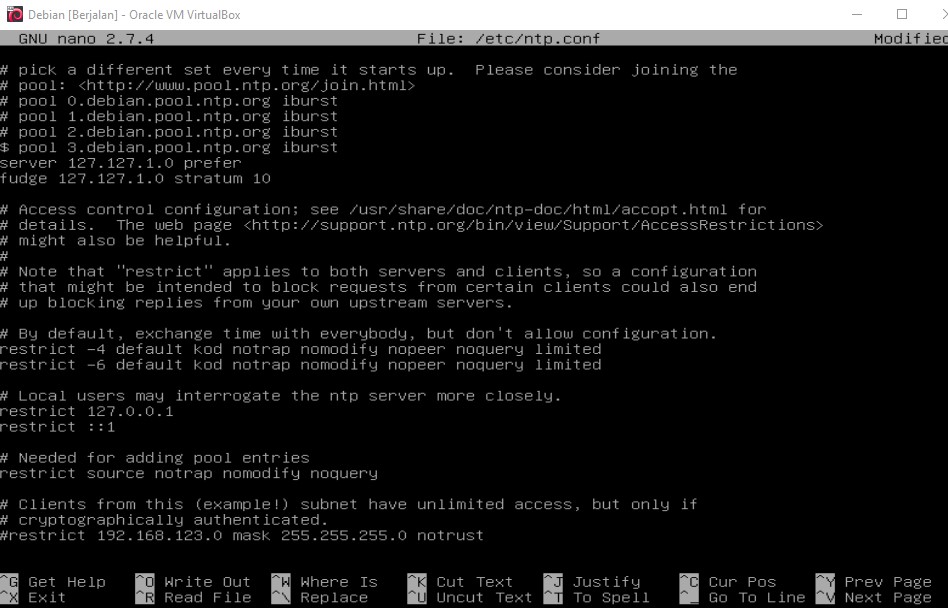 Debian [Berjalan] - Oracle VM VirtualBox
GNU nano 2.7.4 File: /etc/ntp.conf Modified
# pick a different set every time it starts up.  Please consider joining the
# pool: <http://www.pool.ntp.org/join.html>
# pool 0.debian.pool.ntp.org iburst
# pool 1.debian.pool.ntp.org iburst
# pool 2.debian.pool.ntp.org iburst
$ pool 3.debian.pool.ntp.org iburst
server 127.127.1.0 prefer
fudge 127.127.1.0 stratum 10
# Access control configuration; see /usr/share/doc/ntp-doc/html/accopt.html for
# details.  The web page <http://support.ntp.org/bin/view/Support/AccessRestrictions>
# might also be helpful.
#
# Note that "restrict" applies to both servers and clients, so a configuration
# that might be intended to block requests from certain clients could also end
# up blocking replies from your own upstream servers.
# By default, exchange time with everybody, but don't allow configuration.
restrict -4 default kod notrap nomodify nopeer noquery limited
restrict -6 default kod notrap nomodify nopeer noquery limited
# Local users may interrogate the ntp server more closely.
restrict 127.0.0.1
restrict ::1
# Needed for adding pool entries
restrict source notrap nomodify noquery
# Clients from this (example!) subnet have unlimited access, but only if
# cryptographically authenticated.
#restrict 192.168.123.0 mask 255.255.255.0 notrust
^G Get Help ^O Write Out ^W Where Is ^K Cut Text ^J Justify ^C Cur Pos ^Y Prev Page
^X Exit ^R Read File ^\ Replace ^U Uncut Text ^T To Spell ^_ Go To Line ^V Next Page